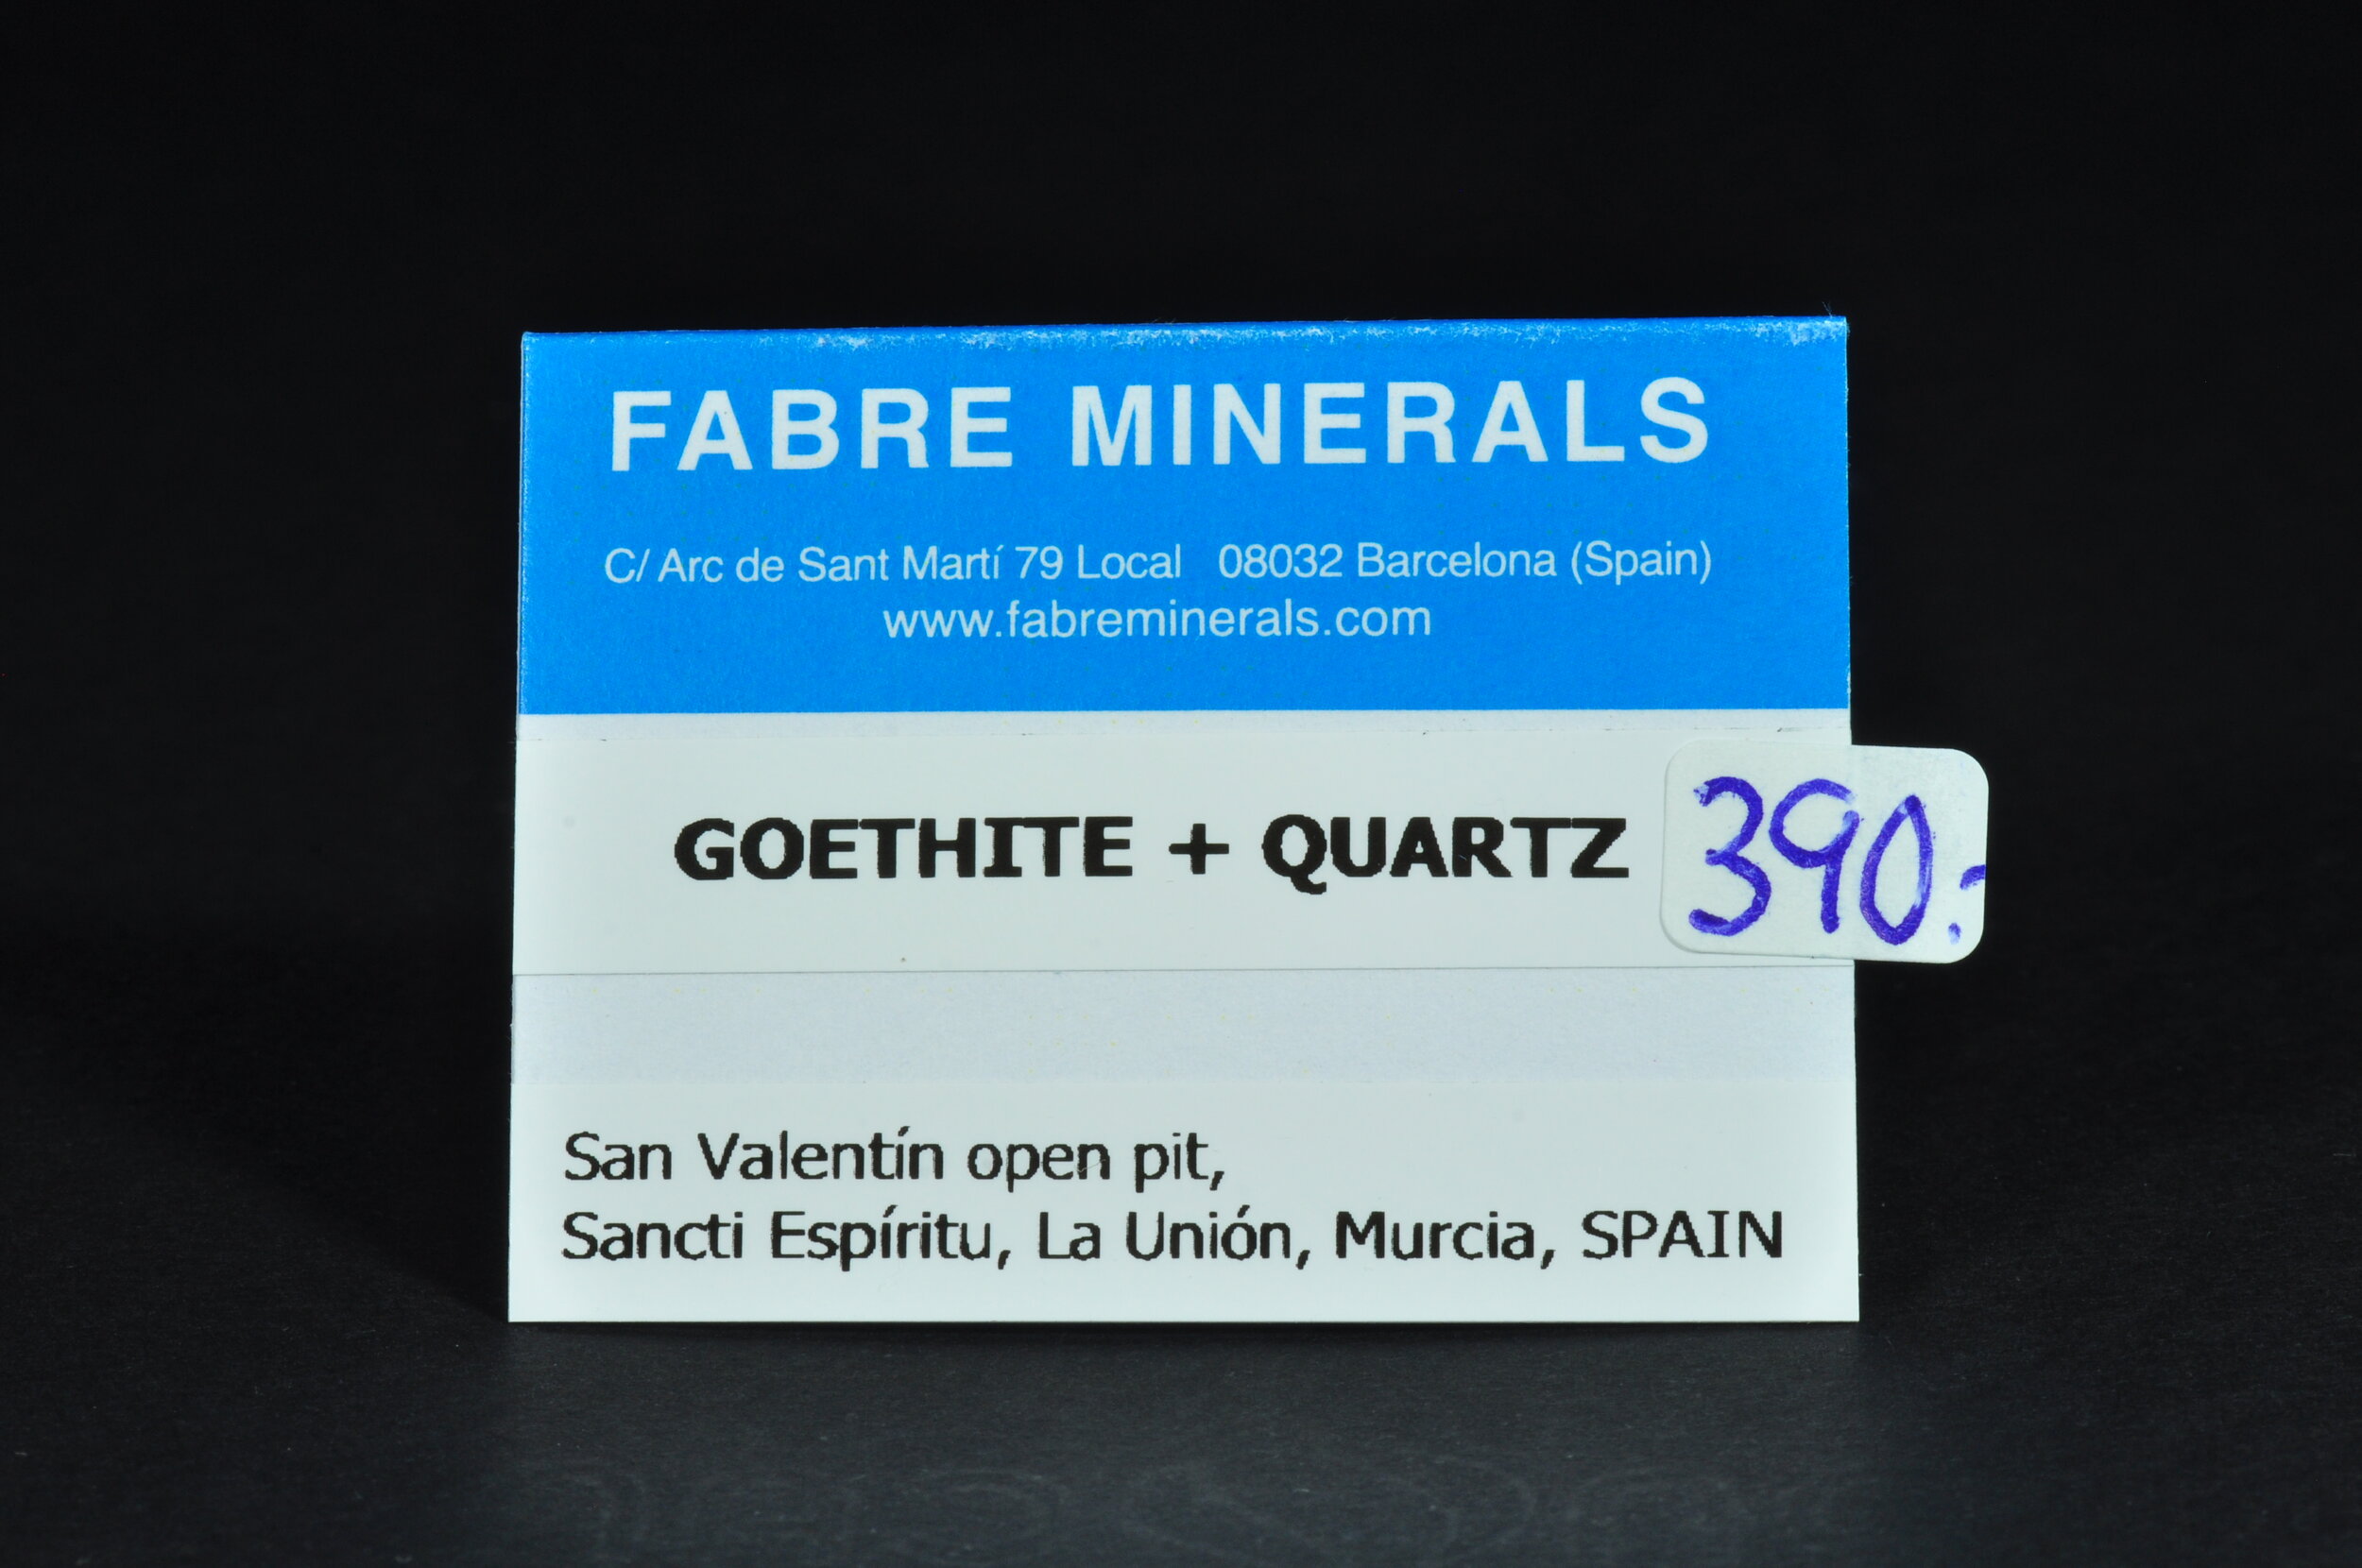 FABRE MINERALS
C/ Arc de Sant Martí 79 Local 08032 Barcelona (Spain)
www.fabreminerals.com
GOETHITE + QUARTZ
390.-
San Valentín open pit,
Sancti Espíritu, La Unión, Murcia, SPAIN